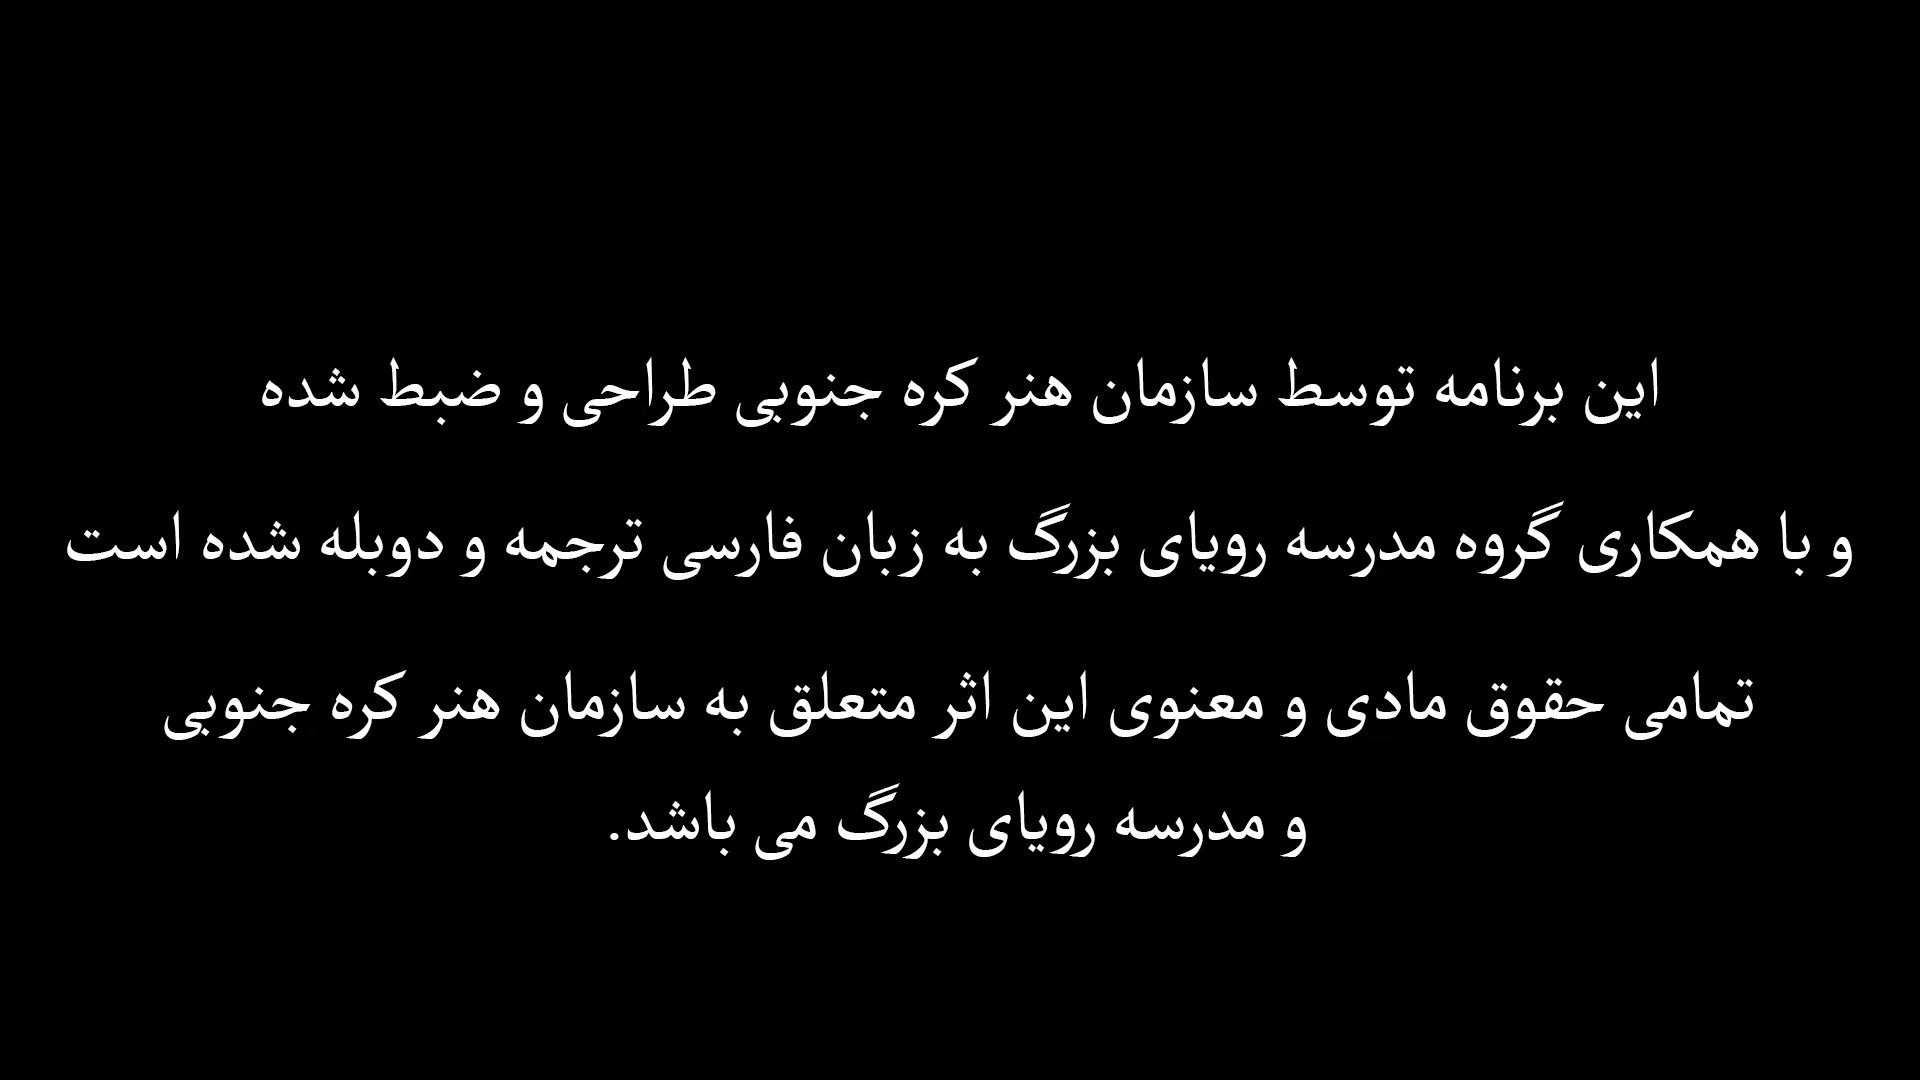 این برنامه توسط سازمان هنر کره جنوبی طراحی و ضبط شده
و با همکاری گروه مدرسه رویای بزرگ به زبان فارسی ترجمه و دوبله شده است
تمامی حقوق مادی و معنوی این اثر متعلق به سازمان هنر کره جنوبی
و مدرسه رویای بزرگ می باشد.